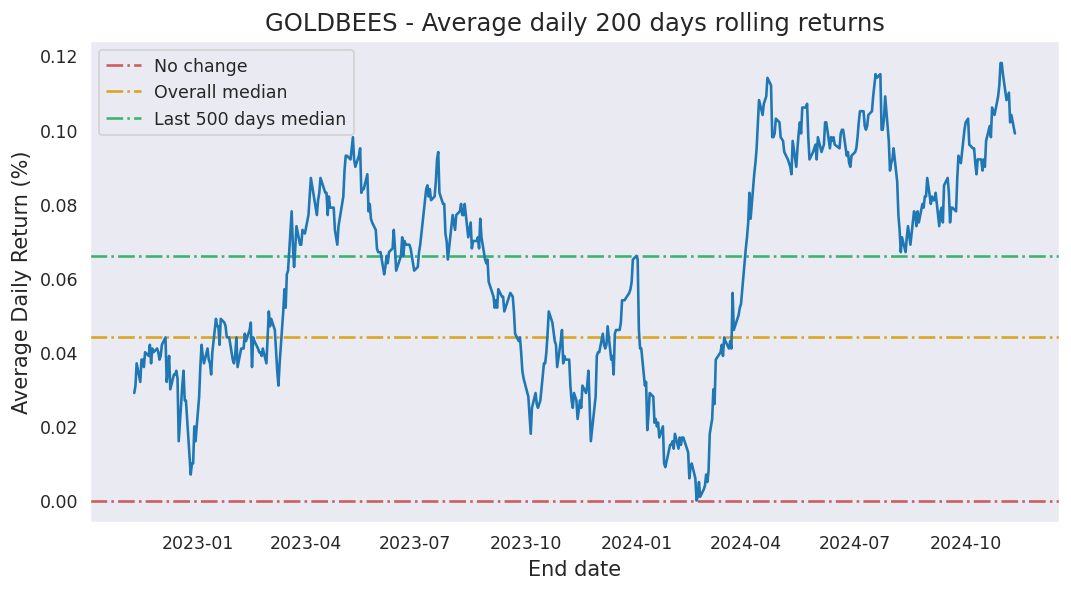 GOLDBEES - Average daily 200 days rolling returns
No change
Overall median
Last 500 days median
Average Daily Return (%)
0.12
0.10
0.08
0.06
0.04
0.02
0.00
2023-01 2023-04 2023-07 2023-10 2024-01 2024-04 2024-07 2024-10
End date